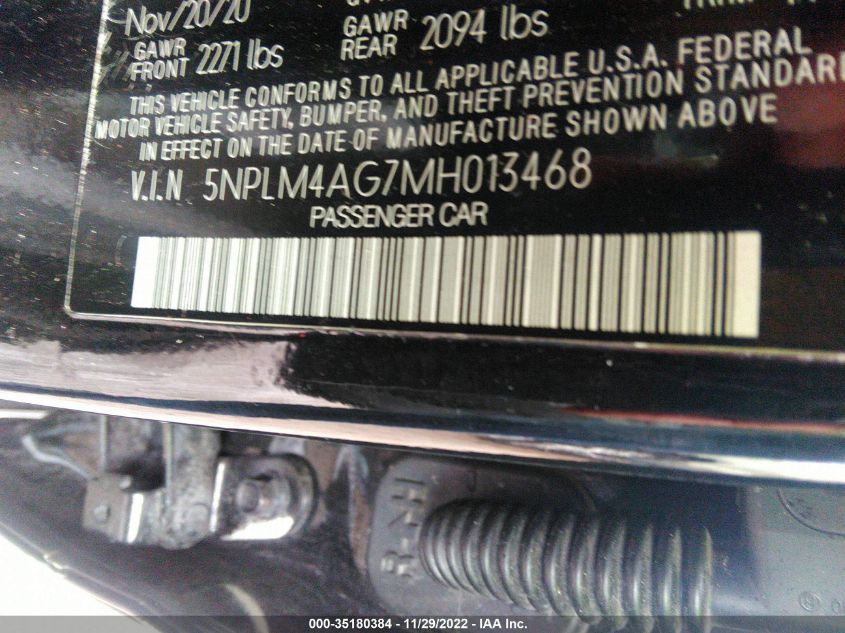 Nov/20/20
GAWR FRONT 2271 lbs GAWR REAR 2094 lbs
THIS VEHICLE CONFORMS TO ALL APPLICABLE U.S.A. FEDERAL
MOTOR VEHICLE SAFETY, BUMPER, AND THEFT PREVENTION STANDARD
IN EFFECT ON THE DATE OF MANUFACTURE SHOWN ABOVE
V.I.N 5NPLM4AG7MH013468
PASSENGER CAR
000-35180384 - 11/29/2022 - IAA Inc.